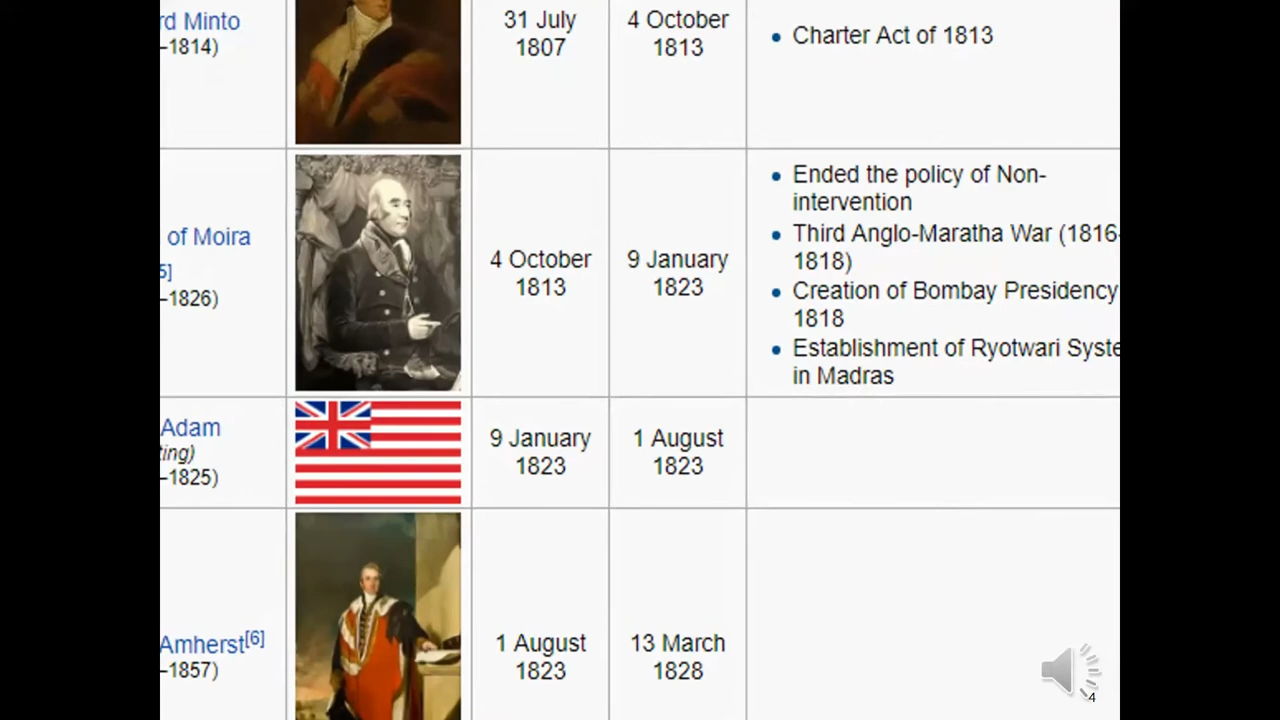 rd Minto
–1814)
31 July
1807
4 October
1813
Charter Act of 1813
of Moira
5]
–1826)
4 October
1813
9 January
1823
Ended the policy of Non-
intervention
Third Anglo-Maratha War (1816-
1818)
Creation of Bombay Presidency
1818
Establishment of Ryotwari Syste
in Madras
Adam
ting)
–1825)
9 January
1823
1 August
1823
Amherst[6]
–1857)
1 August
1823
13 March
1828
4